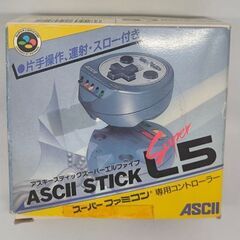 ●片手操作、連射・スロー付き
アスキースティックスーパーエルファイブ
ASCII STICK Super L5
スーパーファミコン®専用コントローラー
ASCII